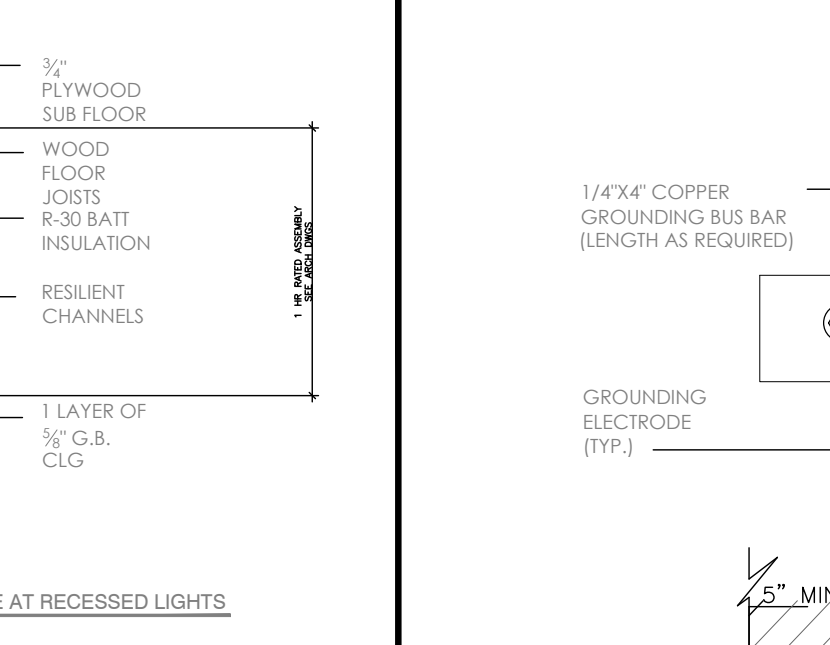 ¾"
PLYWOOD
SUB FLOOR
WOOD
FLOOR
JOISTS
R-30 BATT
INSULATION
RESILIENT
CHANNELS
1 HR RATED ASSEMBLY
SEE ARCH DWGS
1 LAYER OF
⅝" G.B.
CLG
AT RECESSED LIGHTS
1/4"X4" COPPER
GROUNDING BUS BAR
(LENGTH AS REQUIRED)
GROUNDING
ELECTRODE
(TYP.)
5”